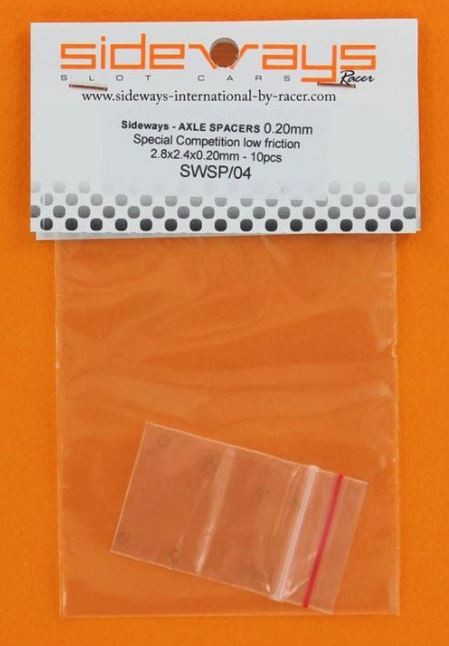 sideways
SLOT CARS Racer
www.sideways-international-by-racer.com
Sideways - AXLE SPACERS 0.20mm
Special Competition low friction
2.8x2.4x0.20mm - 10pcs
SWSP/04